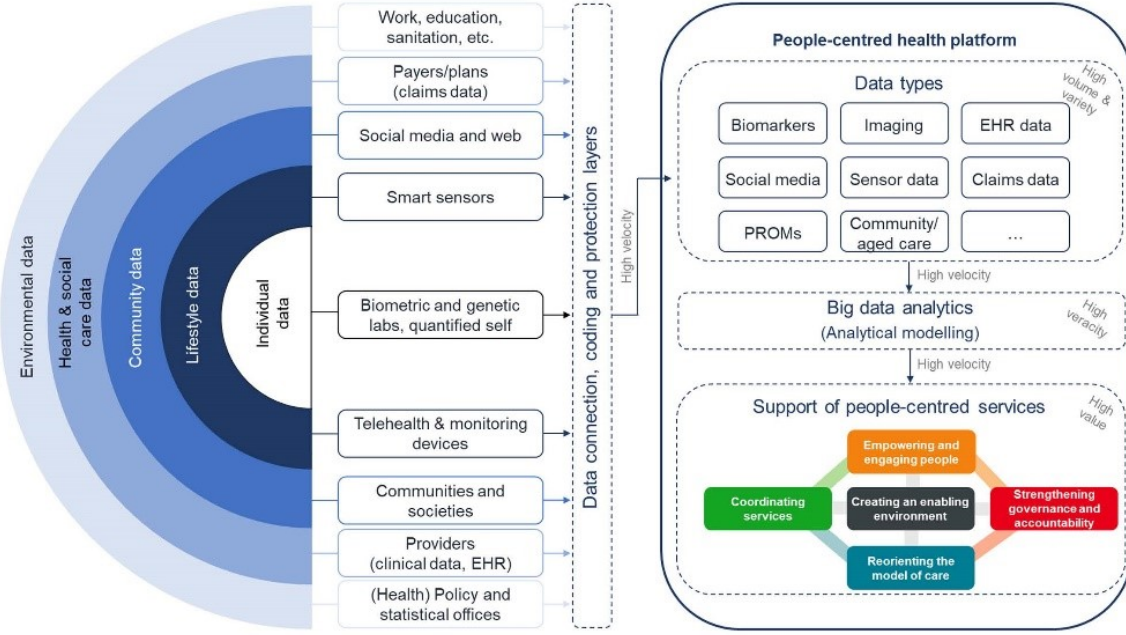 Environmental data
Health & social
care data
Community data
Lifestyle data
Individual
data
Work, education,
sanitation, etc.
Payers/plans
(claims data)
Social media and web
Smart sensors
Biometric and genetic
labs, quantified self
Telehealth & monitoring
devices
Communities and
societies
Providers
(clinical data, EHR)
(Health) Policy and
statistical offices
Data connection, coding and protection layers
High velocity
People-centred health platform
Data types
High
volume &
variety
Biomarkers
Imaging
EHR data
Social media
Sensor data
Claims data
PROMs
Community/
aged care
...
High velocity
Big data analytics
(Analytical modelling)
High
veracity
High velocity
Support of people-centred services
High
value
Empowering and
engaging people
Coordinating
services
Creating an enabling
environment
Strengthening
governance and
accountability
Reorienting the
model of care